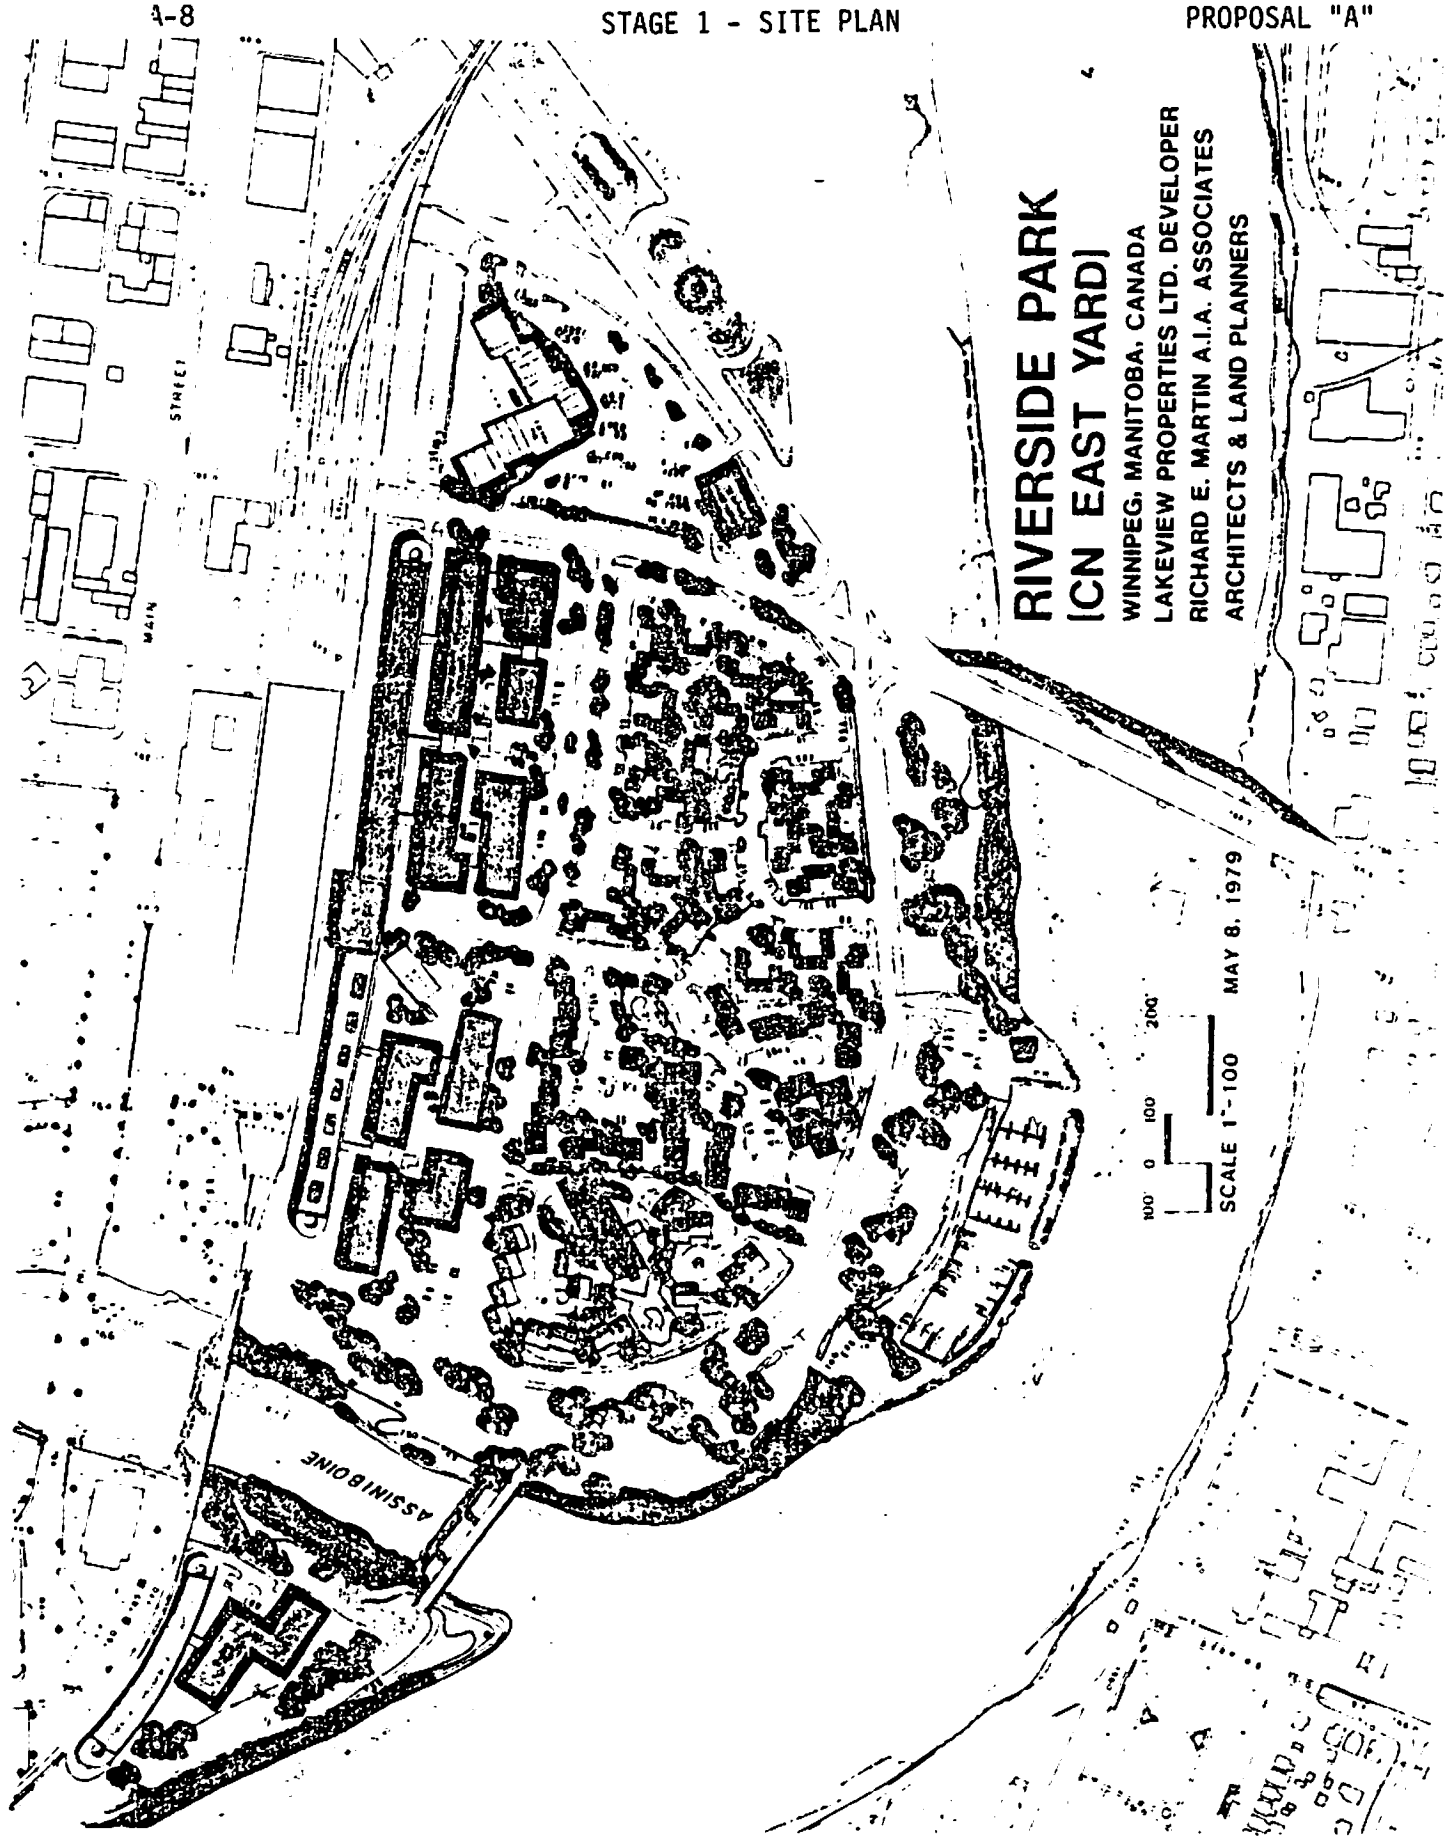 A-8
STAGE 1 - SITE PLAN
PROPOSAL "A"
RIVERSIDE PARK
(CN EAST YARD)
WINNIPEG, MANITOBA, CANADA
LAKEVIEW PROPERTIES LTD. DEVELOPER
RICHARD E. MARTIN A.I.A. ASSOCIATES
ARCHITECTS & LAND PLANNERS
MAIN STREET
ASSINIBOINE
100' 0 100' 200'
SCALE 1"-100 MAY 8, 1979